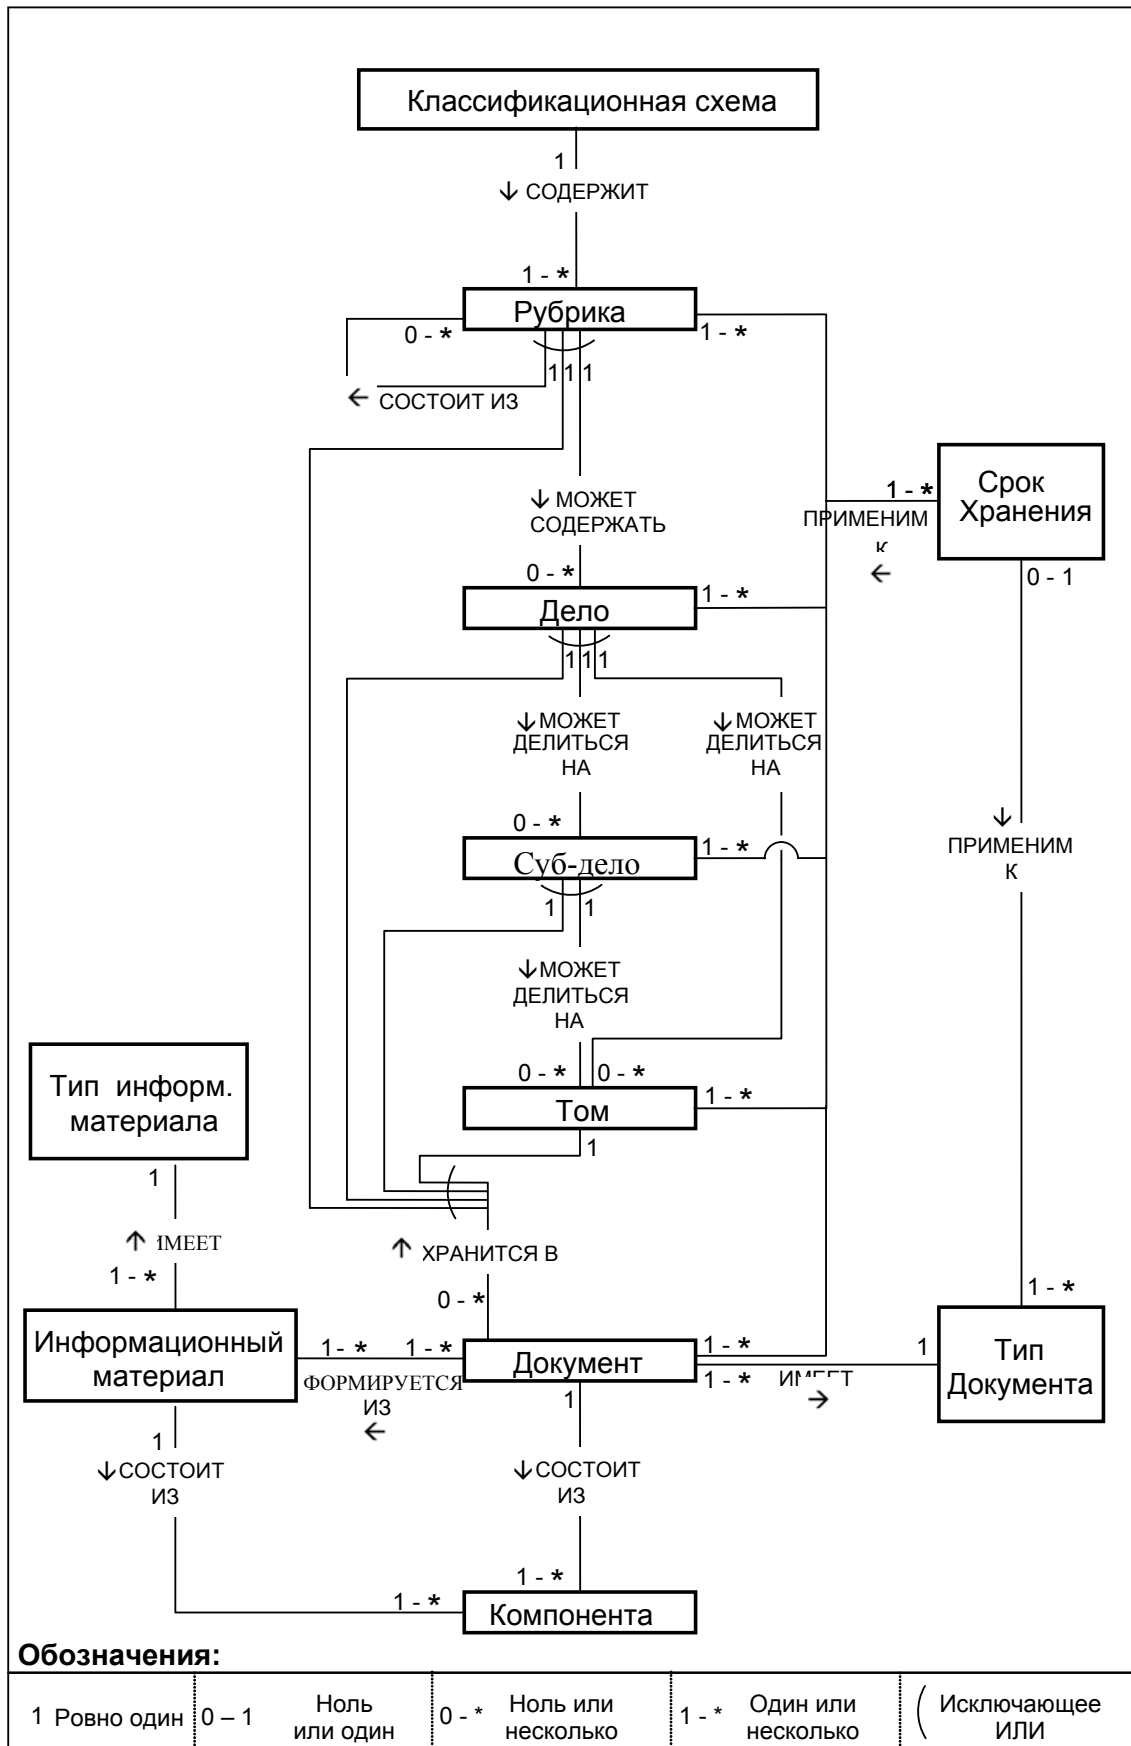 Классификационная схема
1
↓ СОДЕРЖИТ
1 - *
Рубрика
0 - *
1 - *
1 1 1
← СОСТОИТ ИЗ
↓ МОЖЕТ
СОДЕРЖАТЬ
1 - *
ПРИМЕНИМ
К
←
Срок
Хранения
0 - *
0 - 1
Дело
1 - *
1 1 1
↓ МОЖЕТ
ДЕЛИТЬСЯ
НА
↓ МОЖЕТ
ДЕЛИТЬСЯ
НА
0 - *
↓
ПРИМЕНИМ
К
Суб-дело
1 - *
1 1
↓ МОЖЕТ
ДЕЛИТЬСЯ
НА
Тип информ.
материала
0 - *
0 - *
Том
1 - *
1
1
↑ ИМЕЕТ
↑ ХРАНИТСЯ В
1 - *
0 - *
1 - *
Информационный
материал
1 - *
1 - *
ФОРМИРУЕТСЯ
ИЗ
←
Документ
1 - *
1 - *
ИМЕЕТ
→
1
Тип
Документа
1
1
↓ СОСТОИТ
ИЗ
↓ СОСТОИТ
ИЗ
1 - *
1 - *
Компонента
Обозначения:
1 Ровно один
0 – 1 Ноль
или один
0 - * Ноль или
несколько
1 - * Один или
несколько
( Исключающее
ИЛИ